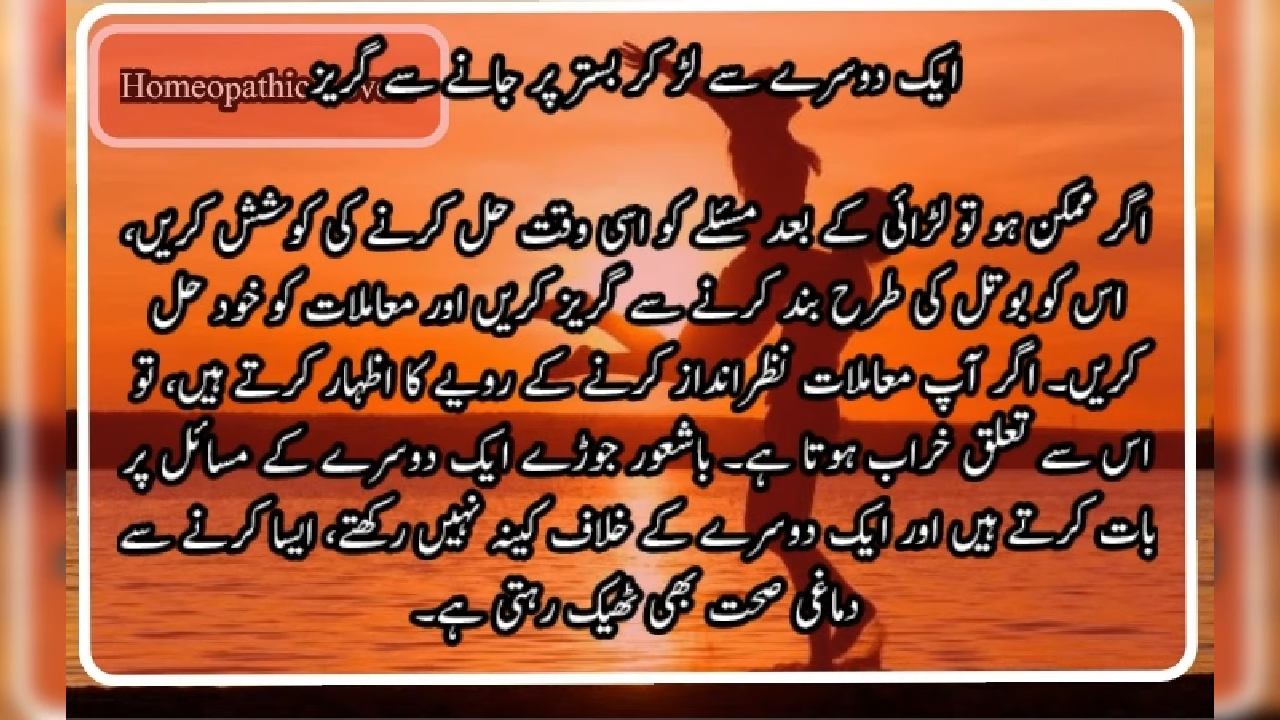 ایک دوسرے سے لڑ کر بستر پر جانے سے گریز
Homeopathic
اگر ممکن ہو تو لڑائی کے بعد مسئلے کو اسی وقت حل کرنے کی کوشش کریں،
اس کو بوتل کی طرح بند کرنے سے گریز کریں اور معاملات کو خود حل
کریں۔ اگر آپ معاملات نظر انداز کرنے کے رویے کا اظہار کرتے ہیں، تو
اس سے تعلق خراب ہوتا ہے۔ باشعور جوڑے ایک دوسرے کے مسائل پر
بات کرتے ہیں اور ایک دوسرے کے خلاف کینہ نہیں رکھتے، ایسا کرنے سے
دماغی صحت بھی ٹھیک رہتی ہے۔